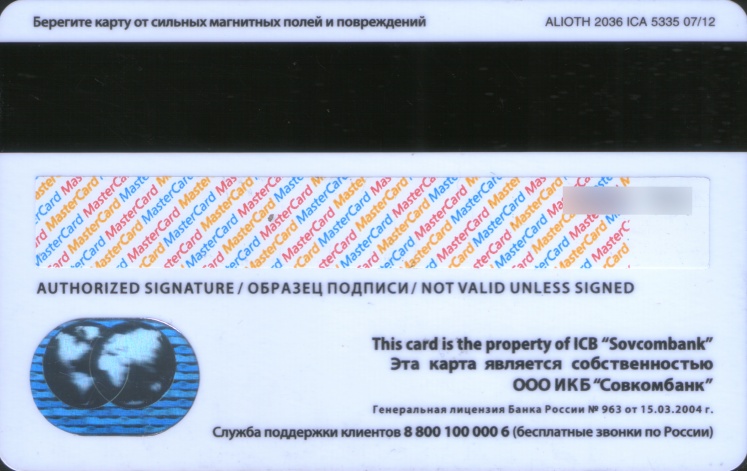 Берегите карту от сильных магнитных полей и повреждений
ALIOTH 2036 ICA 5335 07/12
AUTHORIZED SIGNATURE / ОБРАЗЕЦ ПОДПИСИ / NOT VALID UNLESS SIGNED
This card is the property of ICB “Sovcombank”
Эта карта является собственностью
ООО ИКБ “Совкомбанк”
Генеральная лицензия Банка России № 963 от 15.03.2004 г.
Служба поддержки клиентов 8 800 100 000 6 (бесплатные звонки по России)